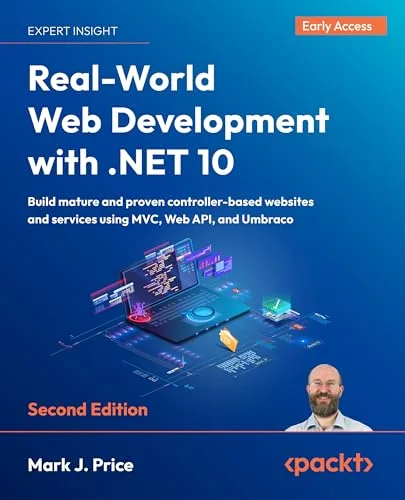 EXPERT INSIGHT
Early Access
Real-World
Web Development
with .NET 10
Build mature and proven controller-based websites
and services using MVC, Web API, and Umbraco
Second Edition
Mark J. Price
<packt>